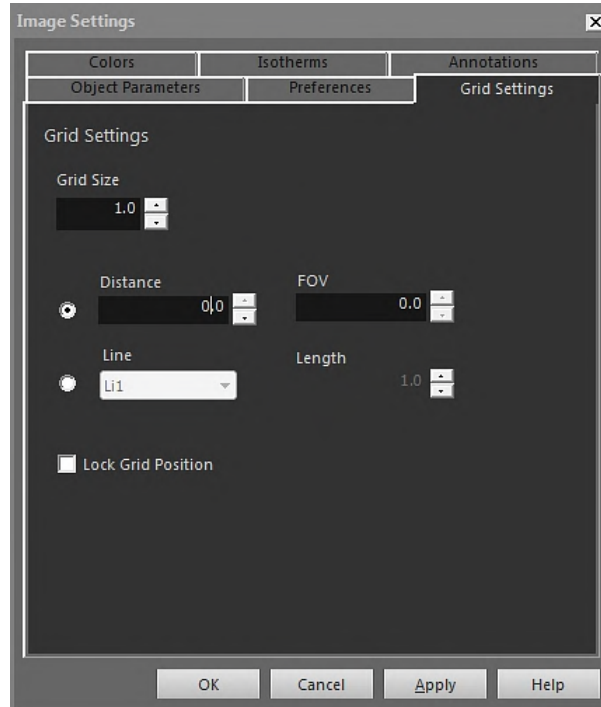 Image Settings
Colors Isotherms Annotations
Object Parameters Preferences Grid Settings
Grid Settings
Grid Size
1.0
Distance FOV
0.0 0.0
Line Length
Li1 1.0
Lock Grid Position
OK Cancel Apply Help